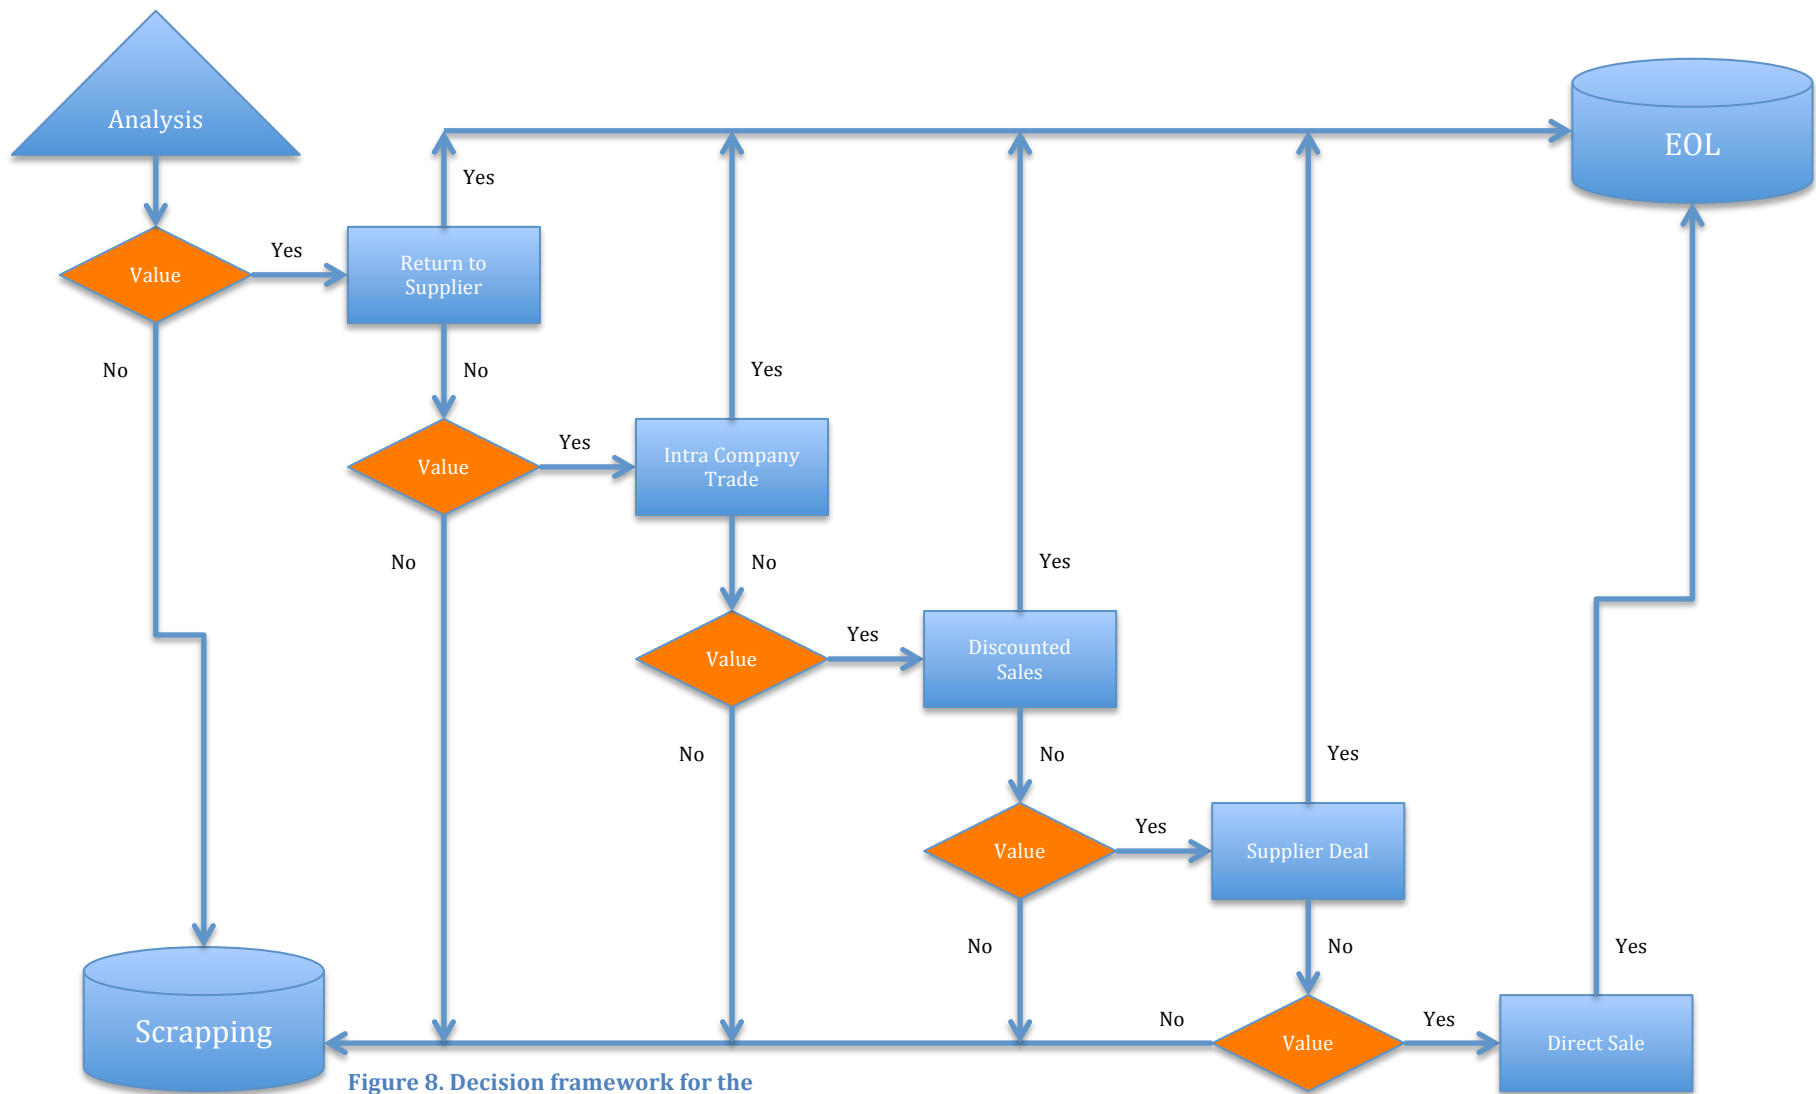 Analysis
EOL
Yes
Value
Yes
Return to
Supplier
No
No
Yes
Value
Yes
Intra Company
Trade
No
No
Yes
Value
Yes
Discounted
Sales
No
No
Yes
Value
Yes
Supplier Deal
No
No
Yes
Scrapping
No
Value
Yes
Direct Sale
Figure 8. Decision framework for the